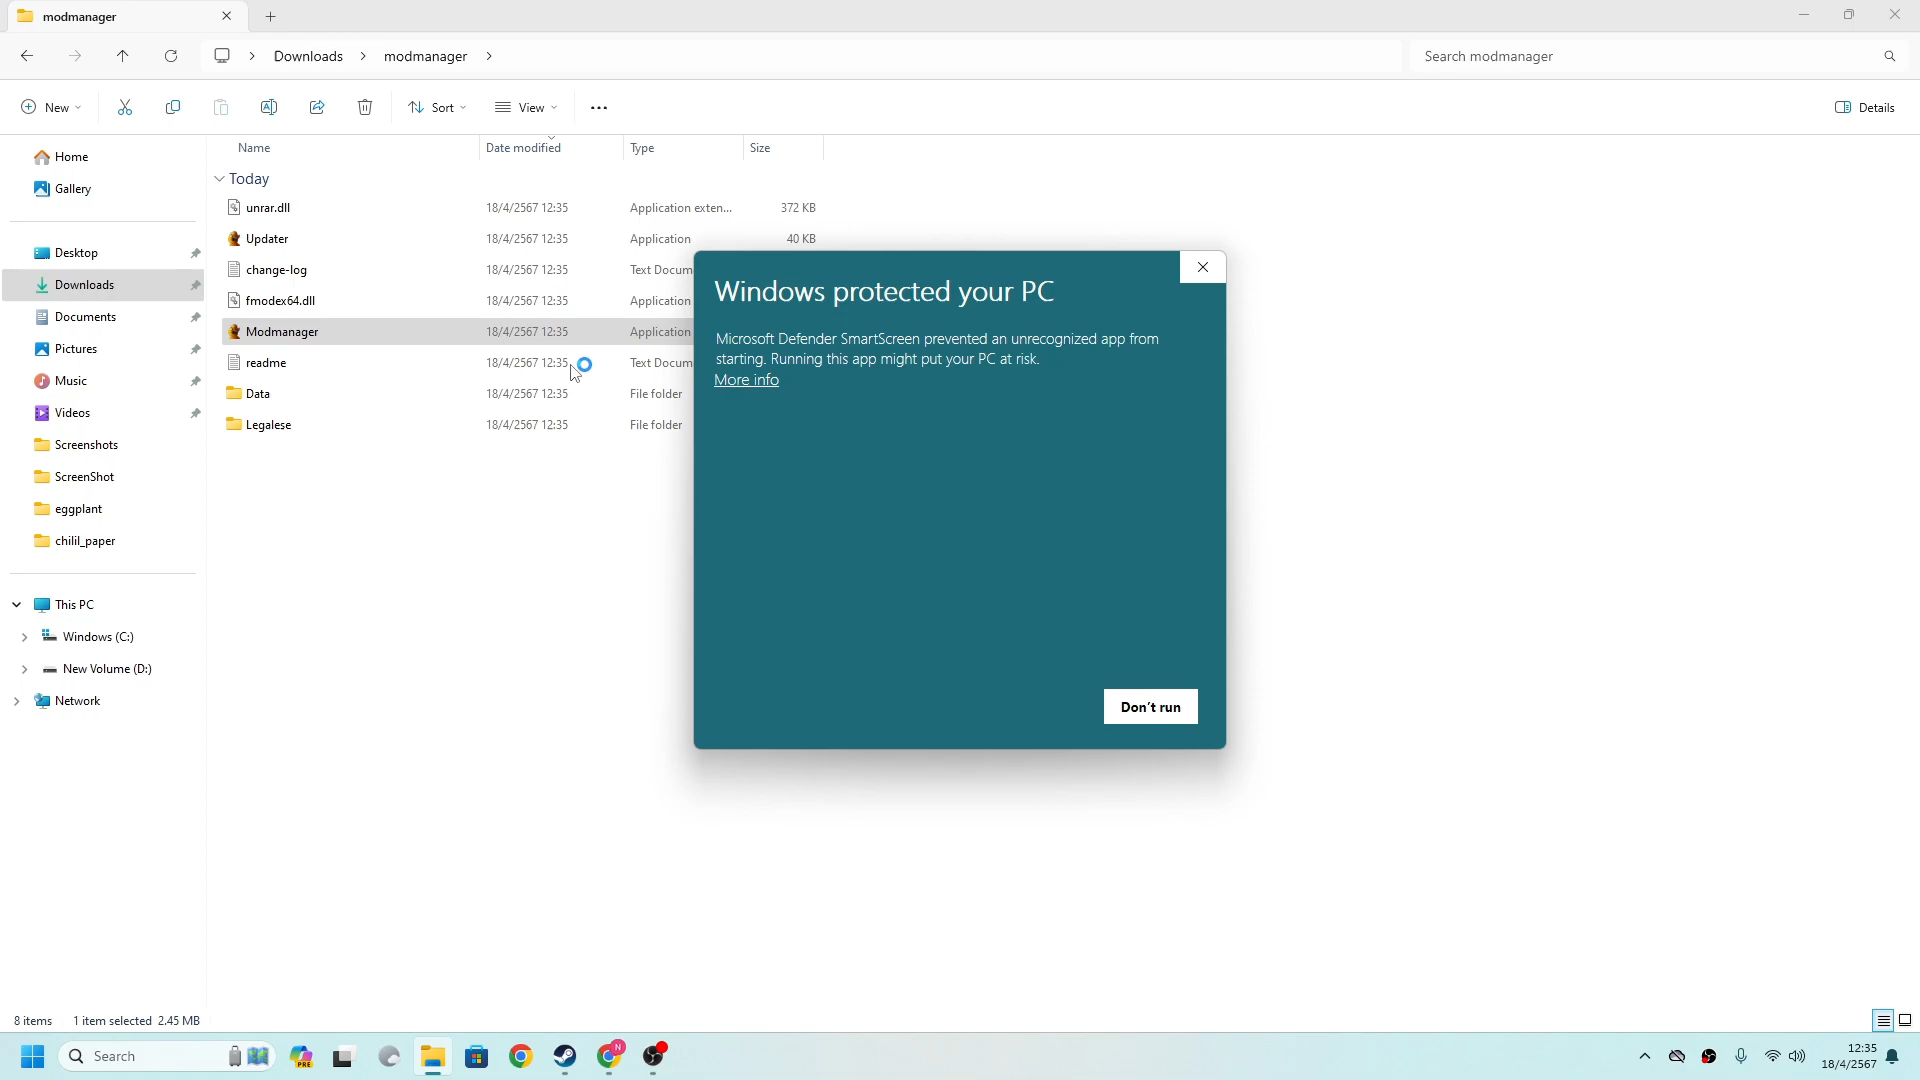 modmanager
Downloads
modmanager
Search modmanager
New
Sort
View
Details
Name
Date modified
Type
Size
Home
Gallery
Desktop
Downloads
Documents
Pictures
Music
Videos
Screenshots
ScreenShot
eggplant
chilil_paper
This PC
Windows (C:)
New Volume (D:)
Network
Today
unrar.dll 18/4/2567 12:35 Application exten... 372 KB
Updater 18/4/2567 12:35 Application 40 KB
change-log 18/4/2567 12:35 Text Docum
fmodex64.dll 18/4/2567 12:35 Application
Modmanager 18/4/2567 12:35 Application
readme 18/4/2567 12:35 Text Docum
Data 18/4/2567 12:35 File folder
Legalese 18/4/2567 12:35 File folder
Windows protected your PC
Microsoft Defender SmartScreen prevented an unrecognized app from
starting. Running this app might put your PC at risk.
More info
Don't run
8 items 1 item selected 2.45 MB
Search
PRE
N
12:35
18/4/2567